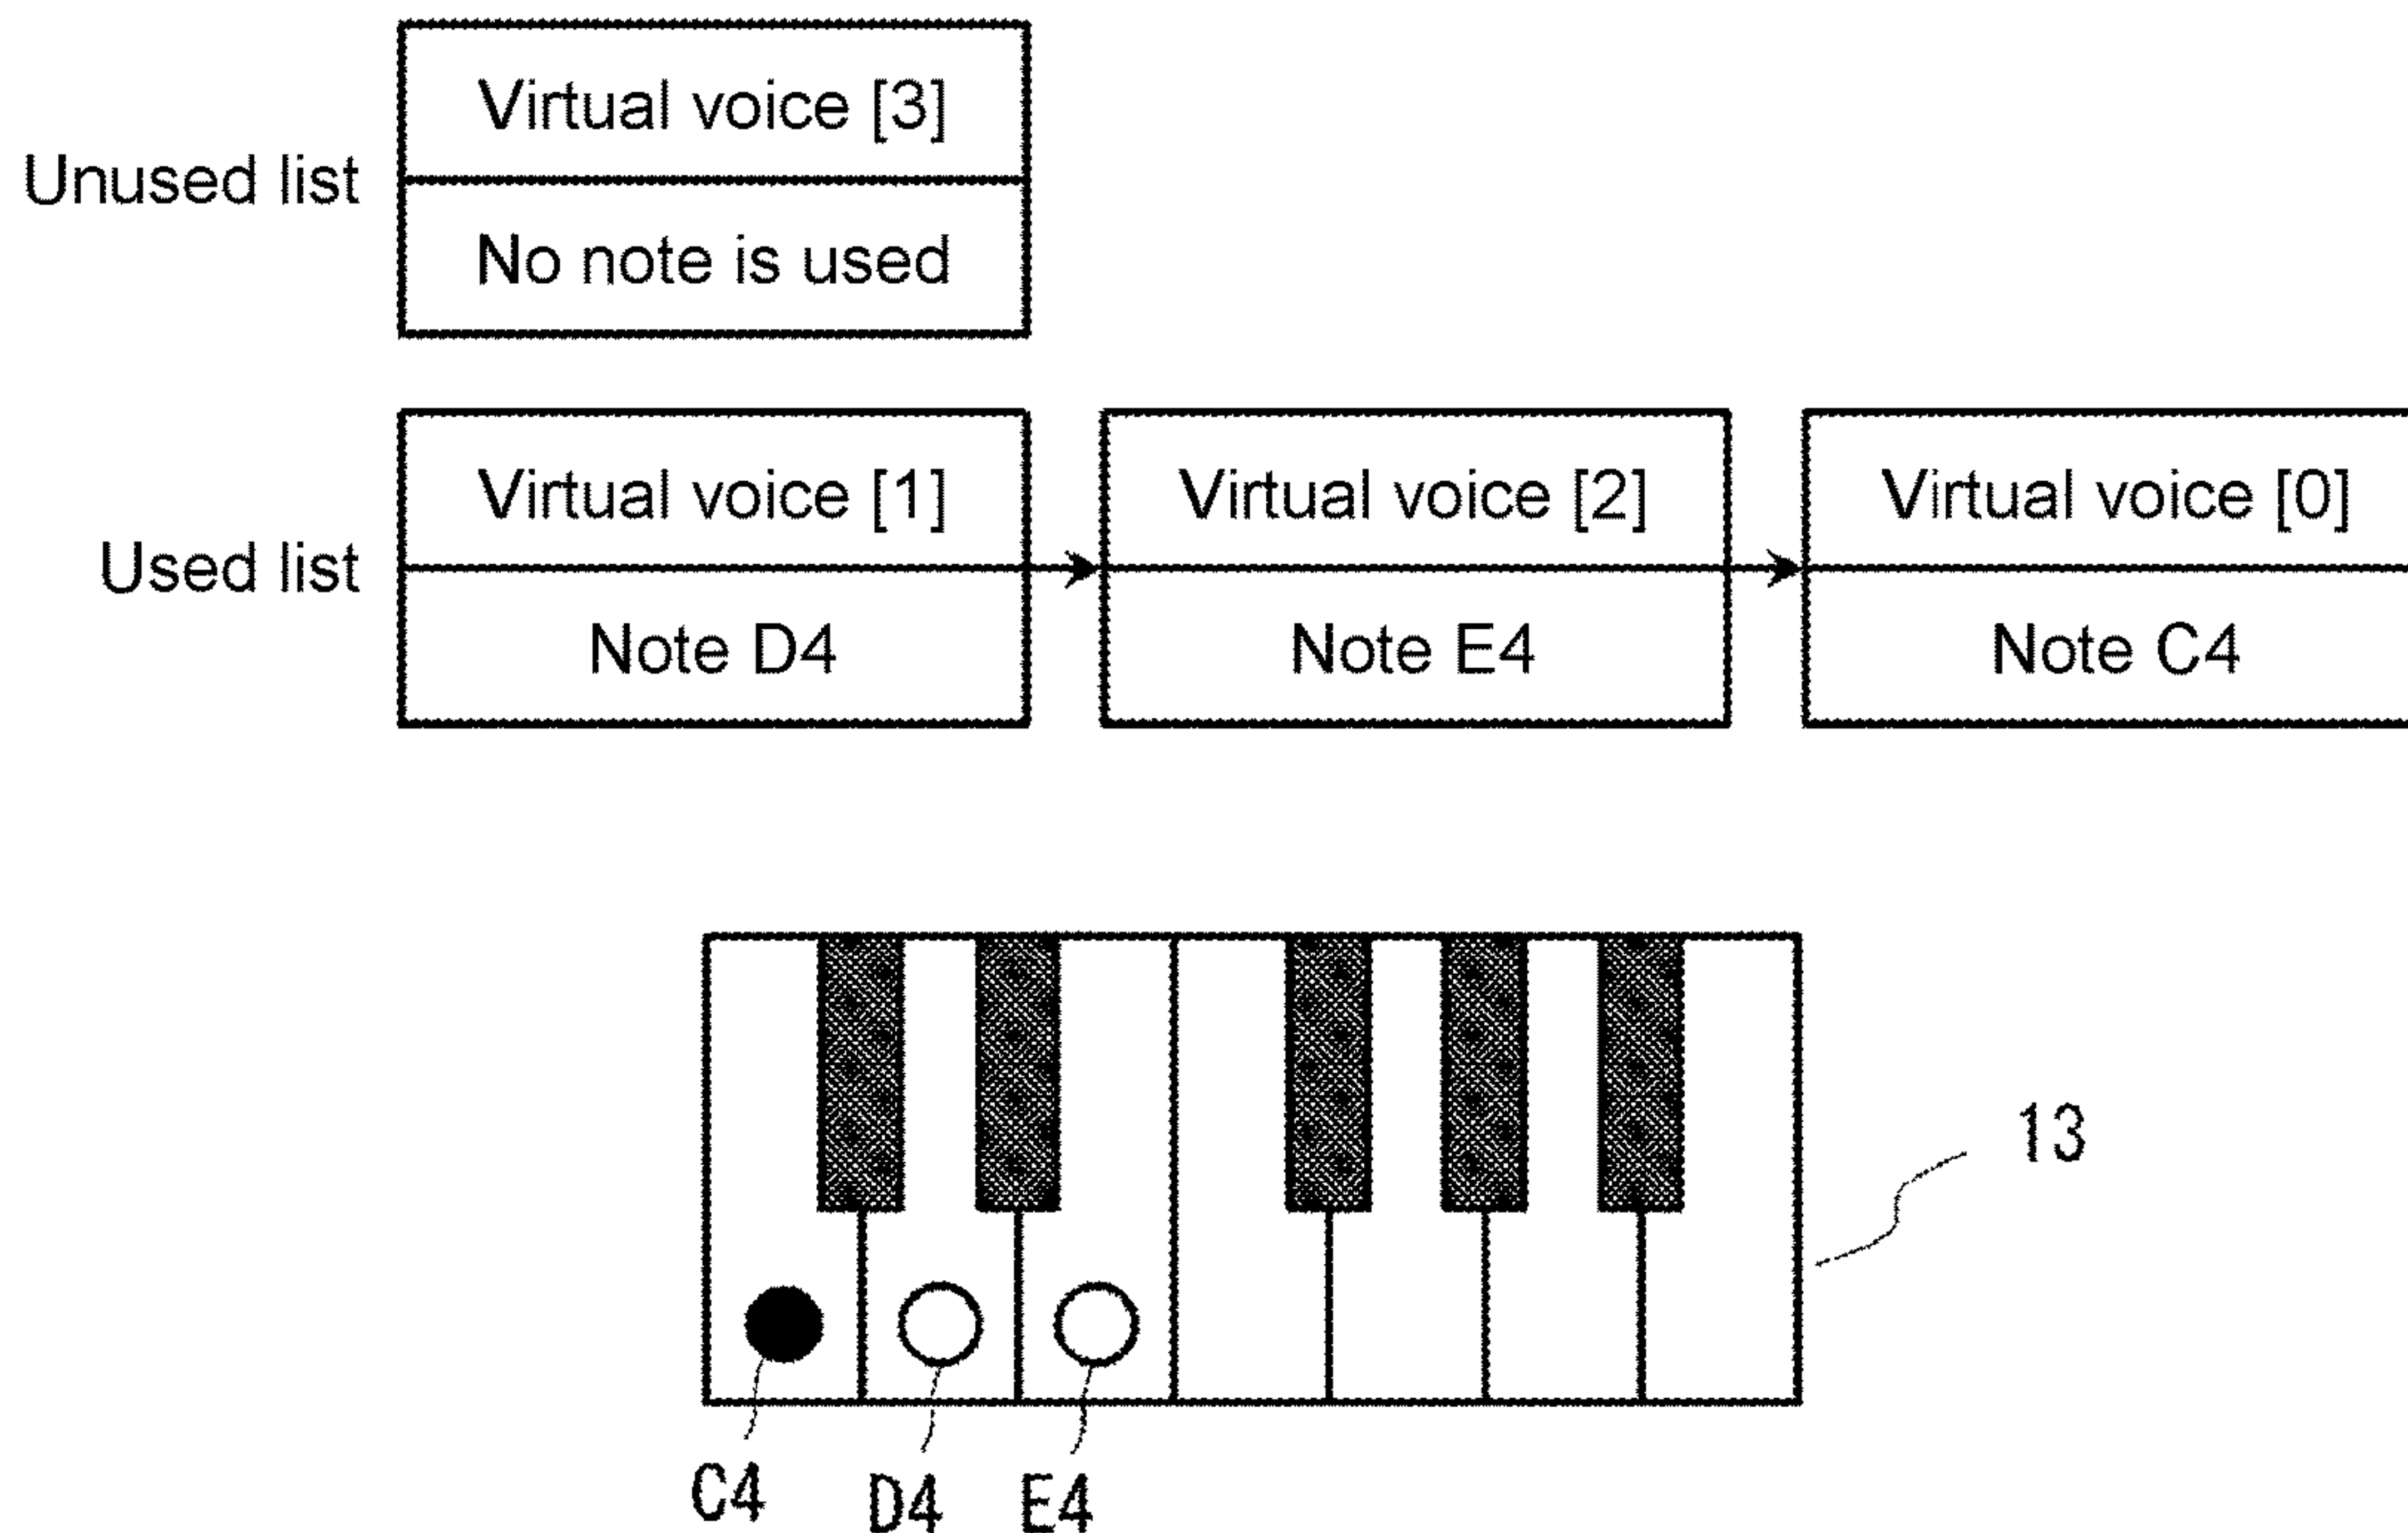 Virtual voice [3]
Unused list
No note is used
Virtual voice [1]
Virtual voice [2]
Virtual voice [0]
Used list
Note D4
Note E4
Note C4
13
C4
D4
E4